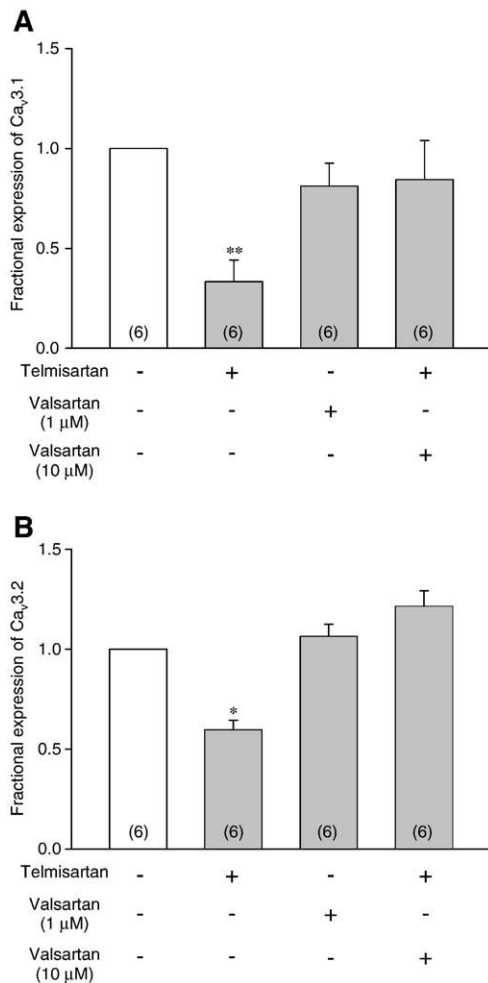 A
Fractional expression of Caᵥ3.1
1.5
1.0
0.5
0.0
**
(6) (6) (6) (6)
Telmisartan - + - +
Valsartan
(1 µM) - - + -
Valsartan
(10 µM) - - - +
B
Fractional expression of Caᵥ3.2
1.5
1.0
0.5
0.0
*
(6) (6) (6) (6)
Telmisartan - + - +
Valsartan
(1 µM) - - + -
Valsartan
(10 µM) - - - +